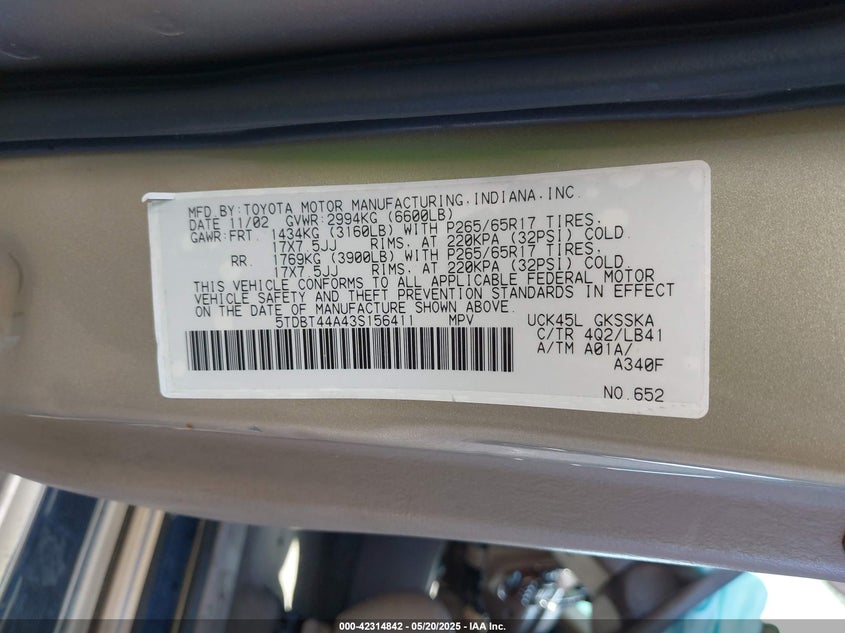 MFD.BY:TOYOTA MOTOR MANUFACTURING.INDIANA.INC.
DATE 11/02 GVWR:2994KG (6600LB)
GAWR:FRT. 1434KG (3160LB) WITH P265/65R17 TIRES.
17X7.5JJ RIMS. AT 220KPA (32PSI) COLD.
RR. 1769KG (3900LB) WITH P265/65R17 TIRES.
17X7.5JJ RIMS. AT 220KPA (32PSI) COLD.
THIS VEHICLE CONFORMS TO ALL APPLICABLE FEDERAL MOTOR
VEHICLE SAFETY AND THEFT PREVENTION STANDARDS IN EFFECT
ON THE DATE OF MANUFACTURE SHOWN ABOVE.
5TDBT44A43S156411 MPV UCK45L GKSSKA
C/TR 4Q2/LB41
A/TM A01A/
A340F
NO.652
000-42314842 / 05/20/2025 / IAA Inc.